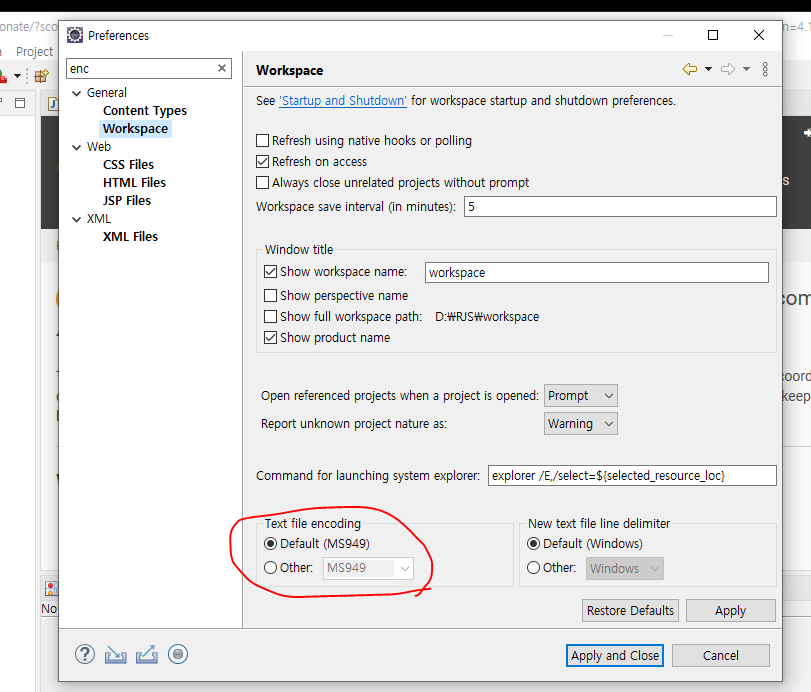 onate/?sco
Preferences
n=4.1
Project
enc
General
Content Types
Workspace
Web
CSS Files
HTML Files
JSP Files
XML
XML Files
Workspace
See 'Startup and Shutdown' for workspace startup and shutdown preferences.
Refresh using native hooks or polling
Refresh on access
Always close unrelated projects without prompt
Workspace save interval (in minutes): 5
Window title
Show workspace name: workspace
Show perspective name
Show full workspace path: D:₩RJS₩workspace
Show product name
Open referenced projects when a project is opened: Prompt
Report unknown project nature as: Warning
Command for launching system explorer: explorer /E,/select=${selected_resource_loc}
Text file encoding
Default (MS949)
Other: MS949
New text file line delimiter
Default (Windows)
Other: Windows
Restore Defaults Apply
? Apply and Close Cancel
s
com
coord
keep
No